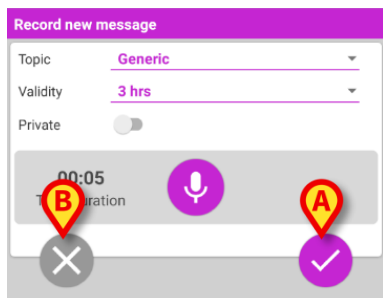 Record new message
Topic Generic
Validity 3 hrs
Private
00:05
B A